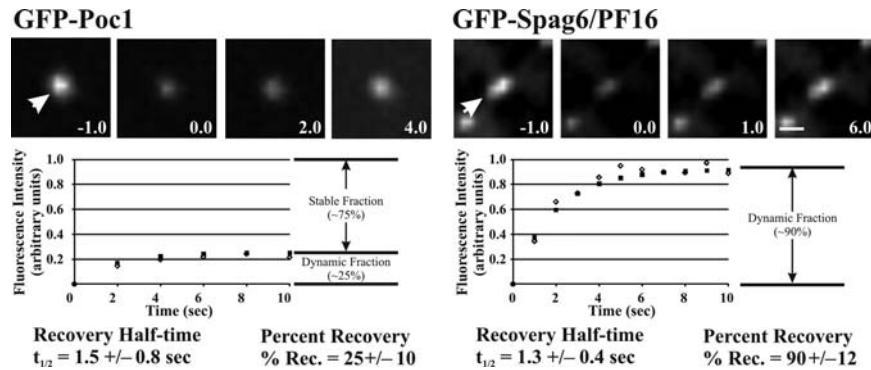 GFP-Poc1
-1.0
0.0
2.0
4.0
Fluorescence Intensity
(arbitrary units)
1.0
0.8
0.6
0.4
0.2
0
2
4
6
8
10
Time (sec)
Stable Fraction
(~75%)
Dynamic Fraction
(~25%)
Recovery Half-time
t1/2 = 1.5 +/– 0.8 sec
Percent Recovery
% Rec. = 25+/– 10
GFP-Spag6/PF16
-1.0
0.0
1.0
6.0
Fluorescence Intensity
(arbitrary units)
1.0
0.8
0.6
0.4
0.2
0
2
4
6
8
10
Time (sec)
Dynamic Fraction
(~90%)
Recovery Half-time
t1/2 = 1.3 +/– 0.4 sec
Percent Recovery
% Rec. = 90+/–12